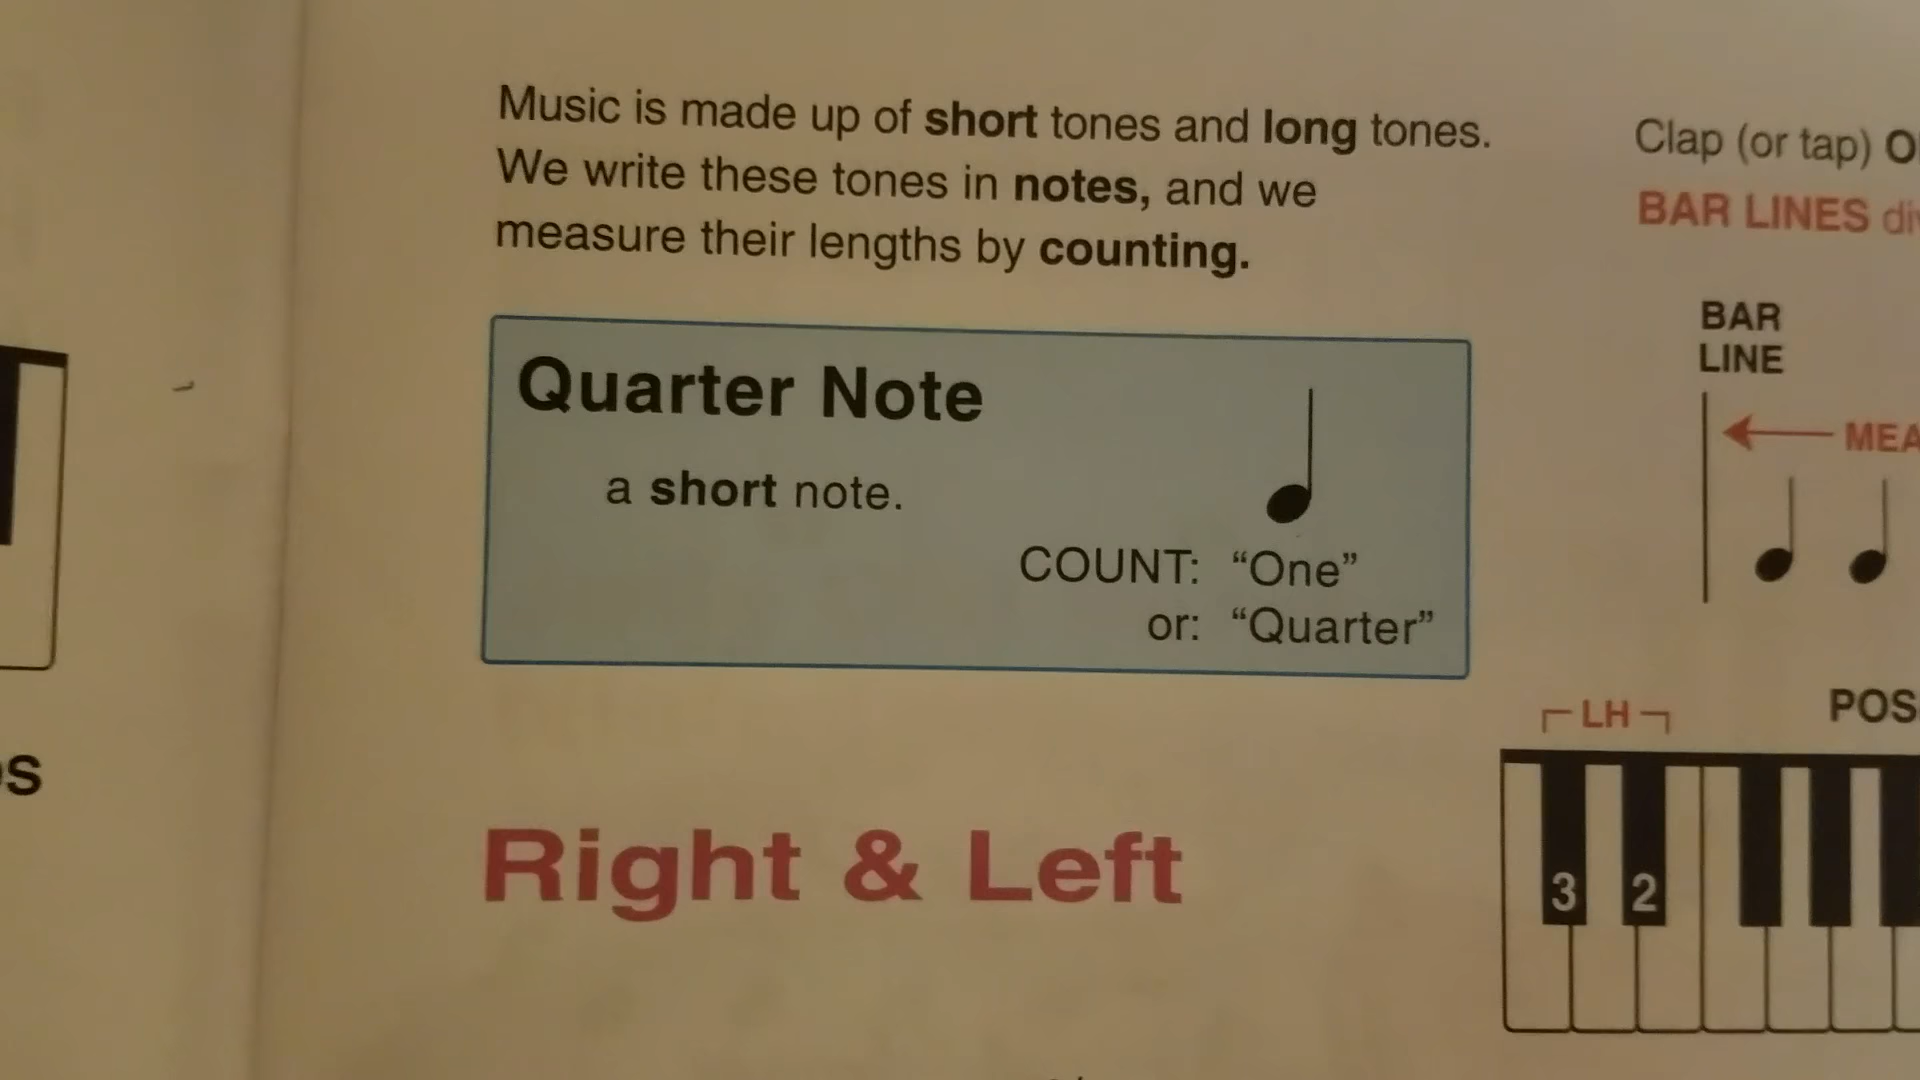 Music is made up of short tones and long tones.
We write these tones in notes, and we
measure their lengths by counting.
Quarter Note
a short note.
COUNT: “One”
or: “Quarter”
Right & Left
Clap (or tap)
BAR LINES
BAR
LINE
LH
3 2